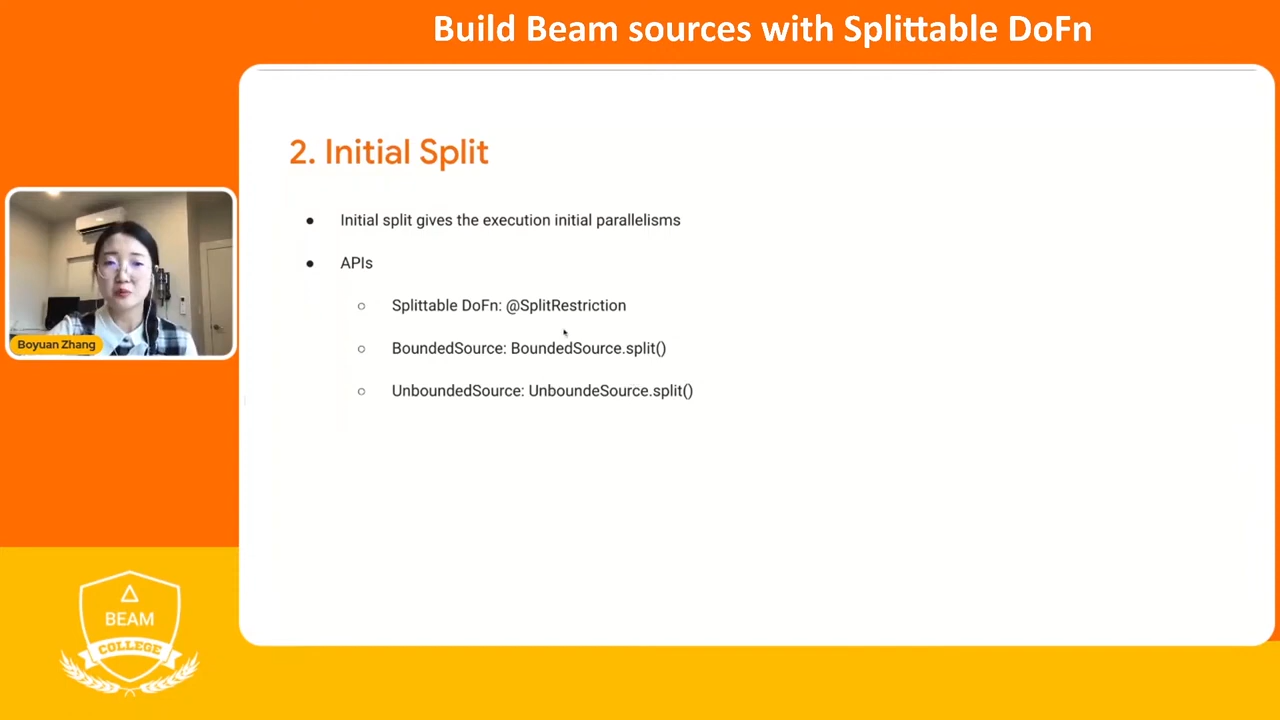 Build Beam sources with Splittable DoFn
2. Initial Split
● Initial split gives the execution initial parallelisms
● APIs
○ Splittable DoFn: @SplitRestriction
○ BoundedSource: BoundedSource.split()
○ UnboundedSource: UnboundeSource.split()
Boyuan Zhang
BEAM
COLLEGE